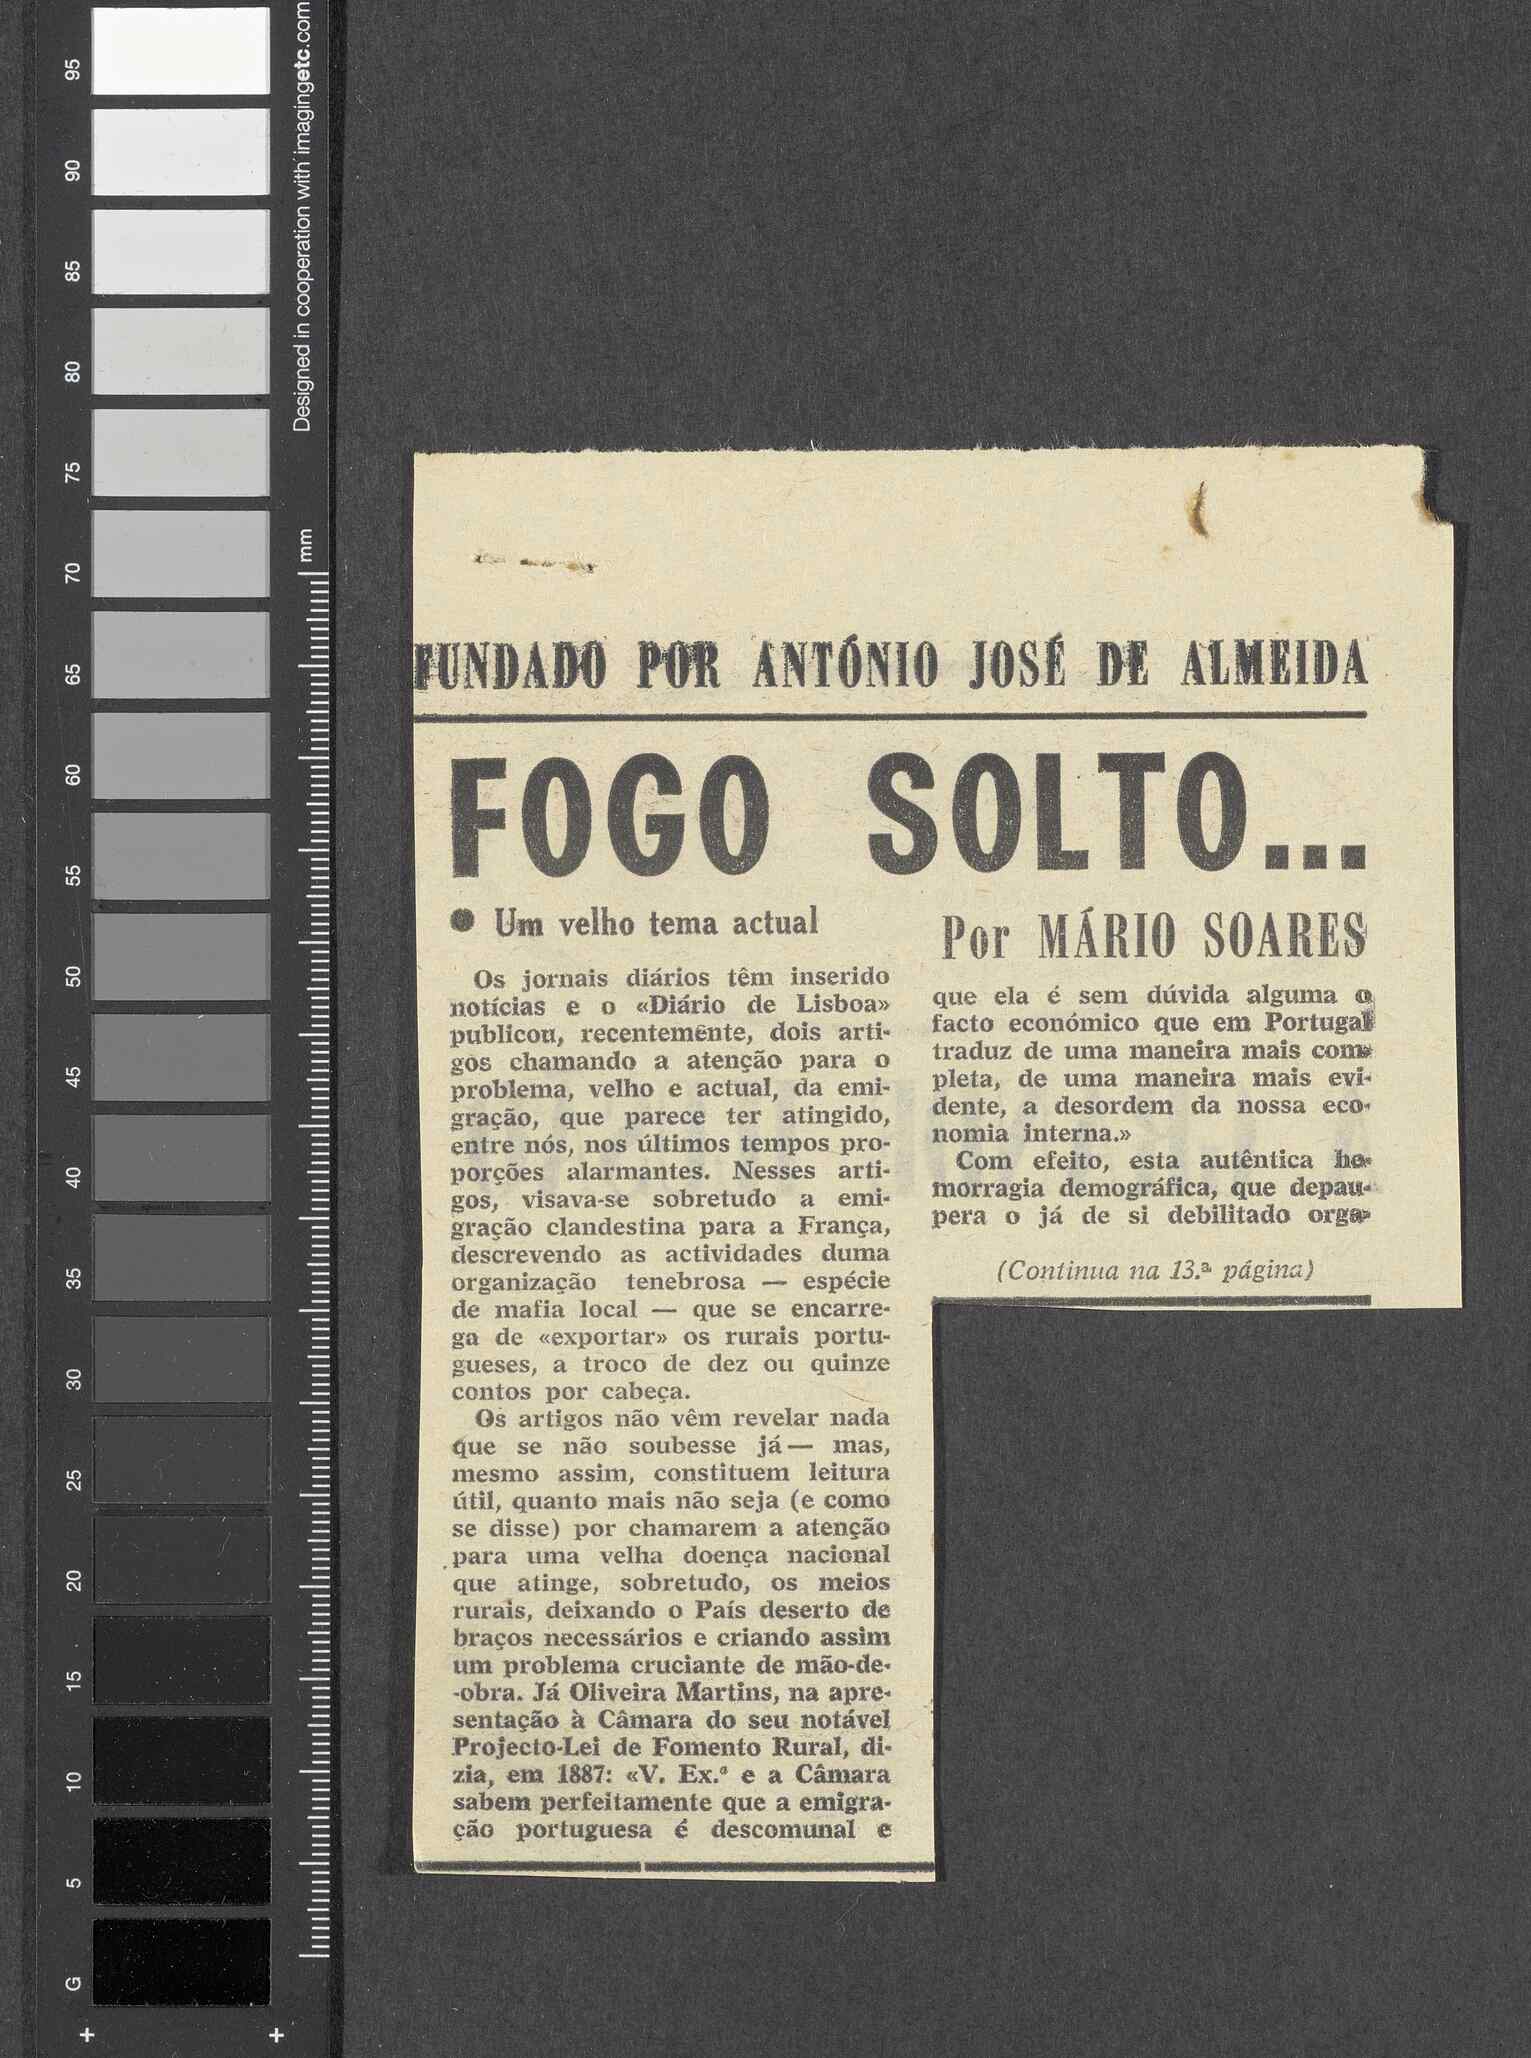 95
90
85
80
75
70
65
60
55
50
45
40
35
30
25
20
15
10
5
G
Designed in cooperation with imagingetc.com
mm
FUNDADO POR ANTÓNIO JOSÉ DE ALMEIDA
FOGO SOLTO...
● Um velho tema actual
Por MÁRIO SOARES
Os jornais diários têm inserido
notícias e o «Diário de Lisboa»
publicou, recentemente, dois arti-
gos chamando a atenção para o
problema, velho e actual, da emi-
gração, que parece ter atingido,
entre nós, nos últimos tempos pro-
porções alarmantes. Nesses arti-
gos, visava-se sobretudo a emi-
gração clandestina para a França,
descrevendo as actividades duma
organização tenebrosa — espécie
de mafia local — que se encarre-
ga de «exportar» os rurais portu-
gueses, a troco de dez ou quinze
contos por cabeça.
Os artigos não vêm revelar nada
que se não soubesse já — mas,
mesmo assim, constituem leitura
útil, quanto mais não seja (e como
se disse) por chamarem a atenção
para uma velha doença nacional
que atinge, sobretudo, os meios
rurais, deixando o País deserto de
braços necessários e criando assim
um problema cruciante de mão-de-
-obra. Já Oliveira Martins, na apre-
sentação à Câmara do seu notável
Projecto-Lei de Fomento Rural, di-
zia, em 1887: «V. Ex.ª e a Câmara
sabem perfeitamente que a emigra-
ção portuguesa é descomunal e
que ela é sem dúvida alguma o
facto económico que em Portugal
traduz de uma maneira mais com-
pleta, de uma maneira mais evi-
dente, a desordem da nossa eco-
nomia interna.»
Com efeito, esta autêntica he-
morragia demográfica, que depau-
pera o já de si debilitado orga-
(Continua na 13.ª página)